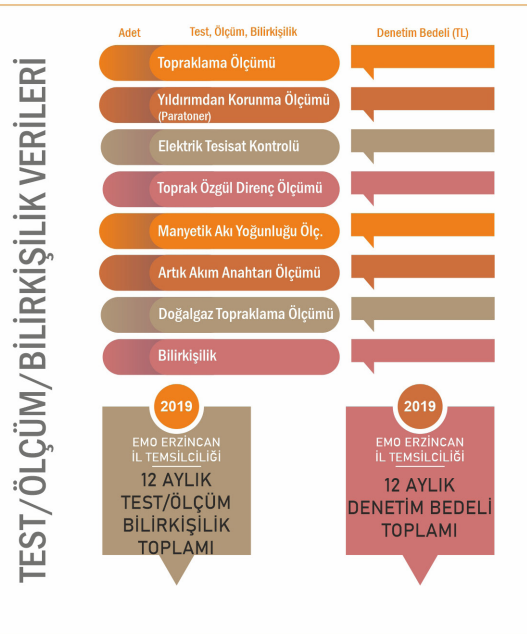 TEST/ÖLÇÜM/BİLİRKİŞİLİK VERİLERİ
Adet Test, Ölçüm, Bilirkişilik Denetim Bedeli (TL)
Topraklama Ölçümü
Yıldırımdan Korunma Ölçümü
(Paratoner)
Elektrik Tesisat Kontrolü
Toprak Özgül Direnç Ölçümü
Manyetik Akı Yoğunluğu Ölç.
Artık Akım Anahtarı Ölçümü
Doğalgaz Topraklama Ölçümü
Bilirkişilik
2019
EMO ERZİNCAN
İL TEMSİLCİLİĞİ
12 AYLIK
TEST/ÖLÇÜM
BİLİRKİŞİLİK
TOPLAMI
2019
EMO ERZİNCAN
İL TEMSİLCİLİĞİ
12 AYLIK
DENETİM BEDELİ
TOPLAMI